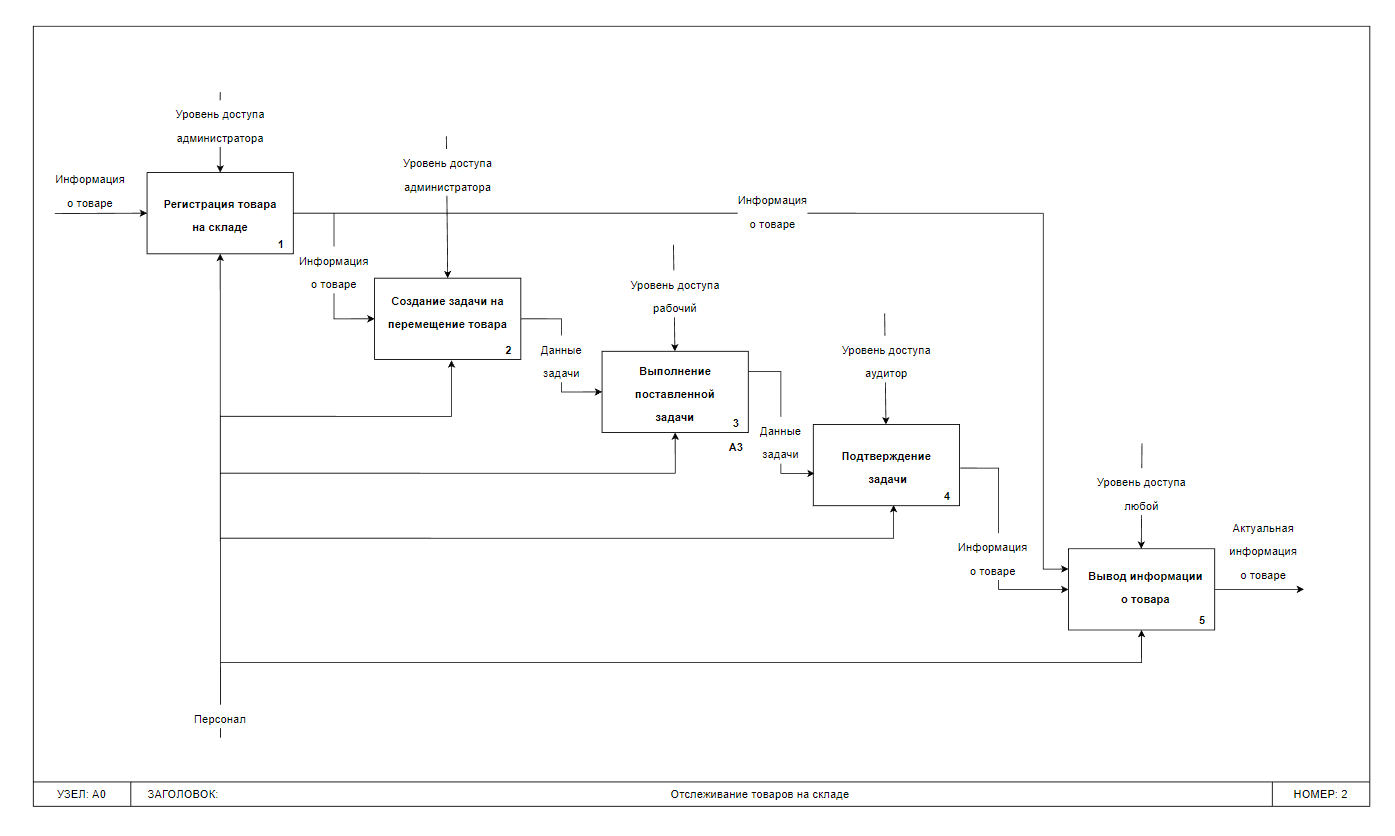 Уровень доступа
администратора
Информация
о товаре
Регистрация товара
на складе
1
Уровень доступа
администратора
Информация
о товаре
Информация
о товаре
Создание задачи на
перемещение товара
2
Уровень доступа
рабочий
Данные
задачи
Выполнение
поставленной
задачи
3
А3
Уровень доступа
аудитор
Данные
задачи
Подтверждение
задачи
4
Уровень доступа
любой
Информация
о товаре
Вывод информации
о товара
5
Актуальная
информация
о товаре
Персонал
УЗЕЛ: А0
ЗАГОЛОВОК:
Отслеживание товаров на складе
НОМЕР: 2